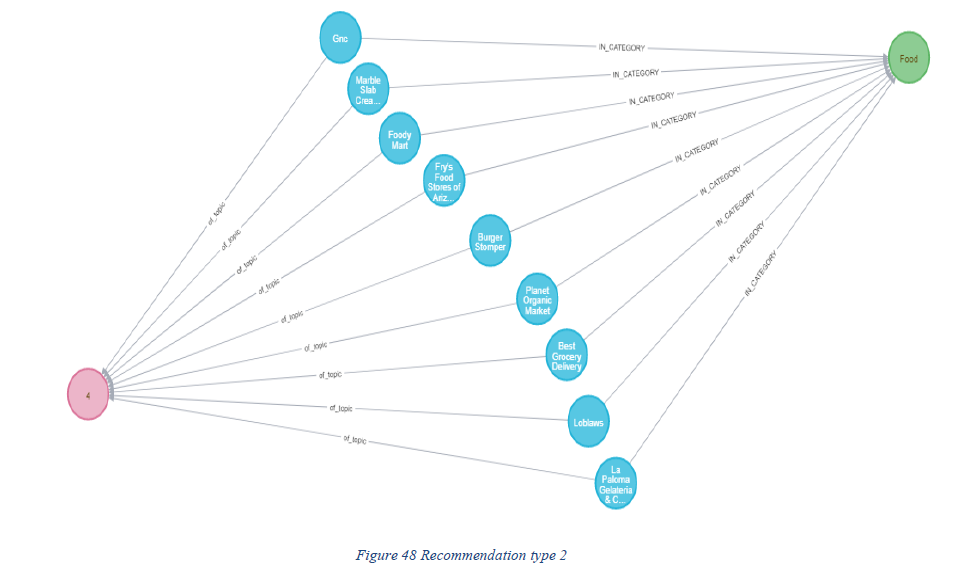 Gnc
IN_CATEGORY
Food
Marble
Slab
Crea...
IN_CATEGORY
Foody
Mart
IN_CATEGORY
Fry's
Food
Stores of
Ariz...
IN_CATEGORY
Burger
Stomper
IN_CATEGORY
Planet
Organic
Market
IN_CATEGORY
Best
Grocery
Delivery
IN_CATEGORY
Loblaws
IN_CATEGORY
La
Paloma
Gelateria
& C...
IN_CATEGORY
of_topic
of_topic
of_topic
of_topic
of_topic
of_topic
of_topic
of_topic
of_topic
4
Figure 48 Recommendation type 2